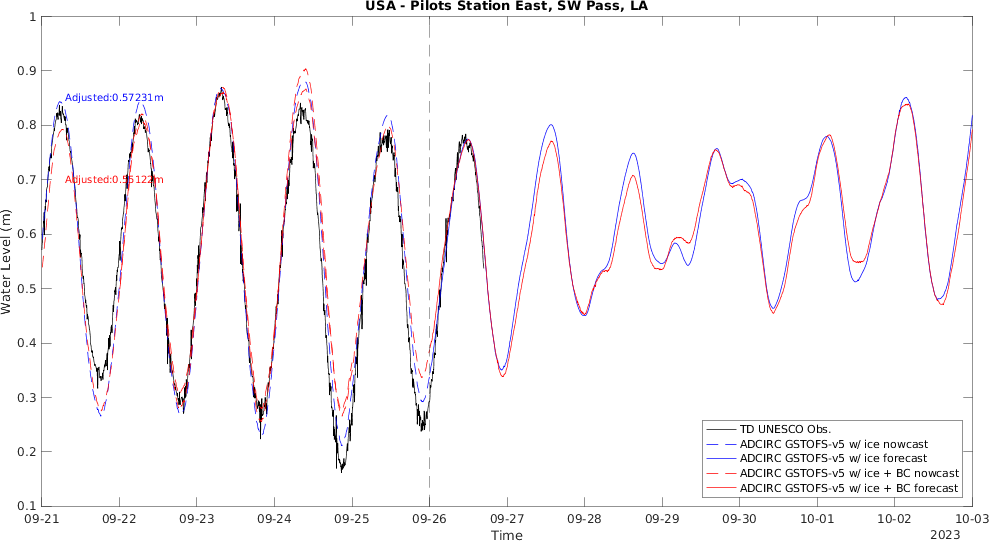 USA - Pilots Station East, SW Pass, LA
1
0.9
0.8
0.7
0.6
0.5
0.4
0.3
0.2
0.1
Water Level (m)
Adjusted:0.57231m
Adjusted:0.55122m
TD UNESCO Obs.
ADCIRC GSTOFS-v5 w/ ice nowcast
ADCIRC GSTOFS-v5 w/ ice forecast
ADCIRC GSTOFS-v5 w/ ice + BC nowcast
ADCIRC GSTOFS-v5 w/ ice + BC forecast
09-21 09-22 09-23 09-24 09-25 09-26 09-27 09-28 09-29 09-30 10-01 10-02 10-03
Time
2023